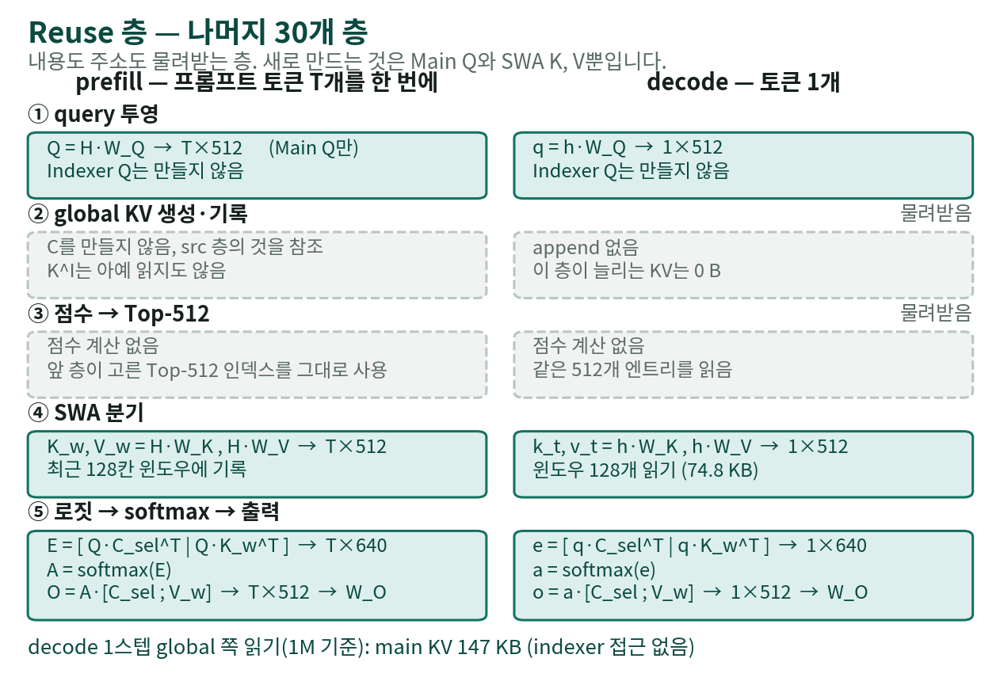 Reuse 층 — 나머지 30개 층
내용도 주소도 물려받는 층. 새로 만드는 것은 Main Q와 SWA K, V뿐입니다.
prefill — 프롬프트 토큰 T개를 한 번에
decode — 토큰 1개
① query 투영
Q = H·W_Q → T×512 (Main Q만)
Indexer Q는 만들지 않음
q = h·W_Q → 1×512
Indexer Q는 만들지 않음
② global KV 생성·기록
물려받음
C를 만들지 않음, src 층의 것을 참조
K^I는 아예 읽지도 않음
append 없음
이 층이 늘리는 KV는 0 B
③ 점수 → Top-512
물려받음
점수 계산 없음
앞 층이 고른 Top-512 인덱스를 그대로 사용
점수 계산 없음
같은 512개 엔트리를 읽음
④ SWA 분기
K_w, V_w = H·W_K , H·W_V → T×512
최근 128칸 윈도우에 기록
k_t, v_t = h·W_K , h·W_V → 1×512
윈도우 128개 읽기 (74.8 KB)
⑤ 로짓 → softmax → 출력
E = [ Q·C_sel^T | Q·K_w^T ] → T×640
A = softmax(E)
O = A·[C_sel ; V_w] → T×512 → W_O
e = [ q·C_sel^T | q·K_w^T ] → 1×640
a = softmax(e)
o = a·[C_sel ; V_w] → 1×512 → W_O
decode 1스텝 global 쪽 읽기(1M 기준): main KV 147 KB (indexer 접근 없음)